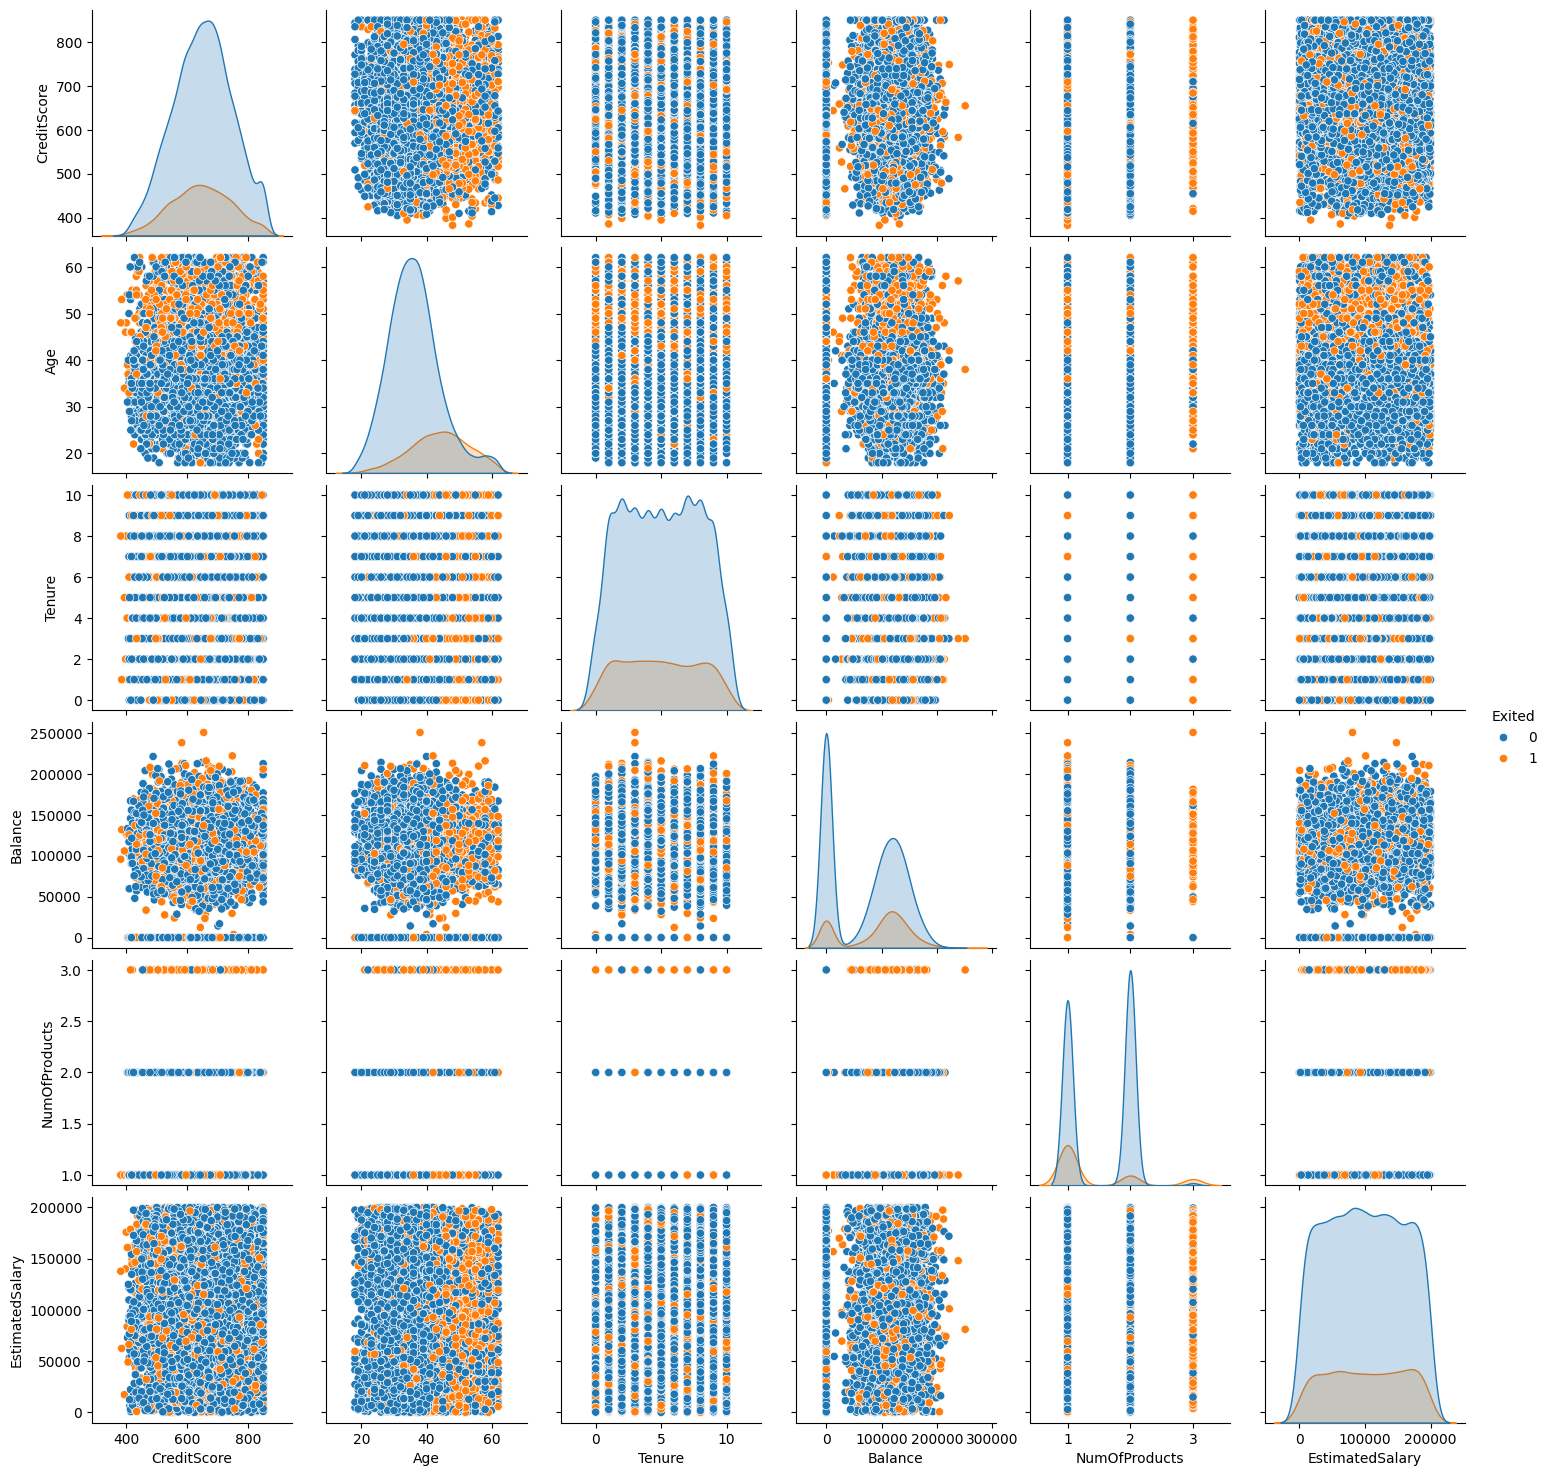 800
700
600
500
400
CreditScore
60
50
40
30
20
Age
10
8
6
4
2
0
Tenure
250000
200000
150000
100000
50000
0
Balance
Exited
0
1
3.0
2.5
2.0
1.5
1.0
NumOfProducts
200000
150000
100000
50000
0
EstimatedSalary
400 600 800
20 40 60
0 5 10
0 100000 200000 300000
1 2 3
0 100000 200000
CreditScore
Age
Tenure
Balance
NumOfProducts
EstimatedSalary